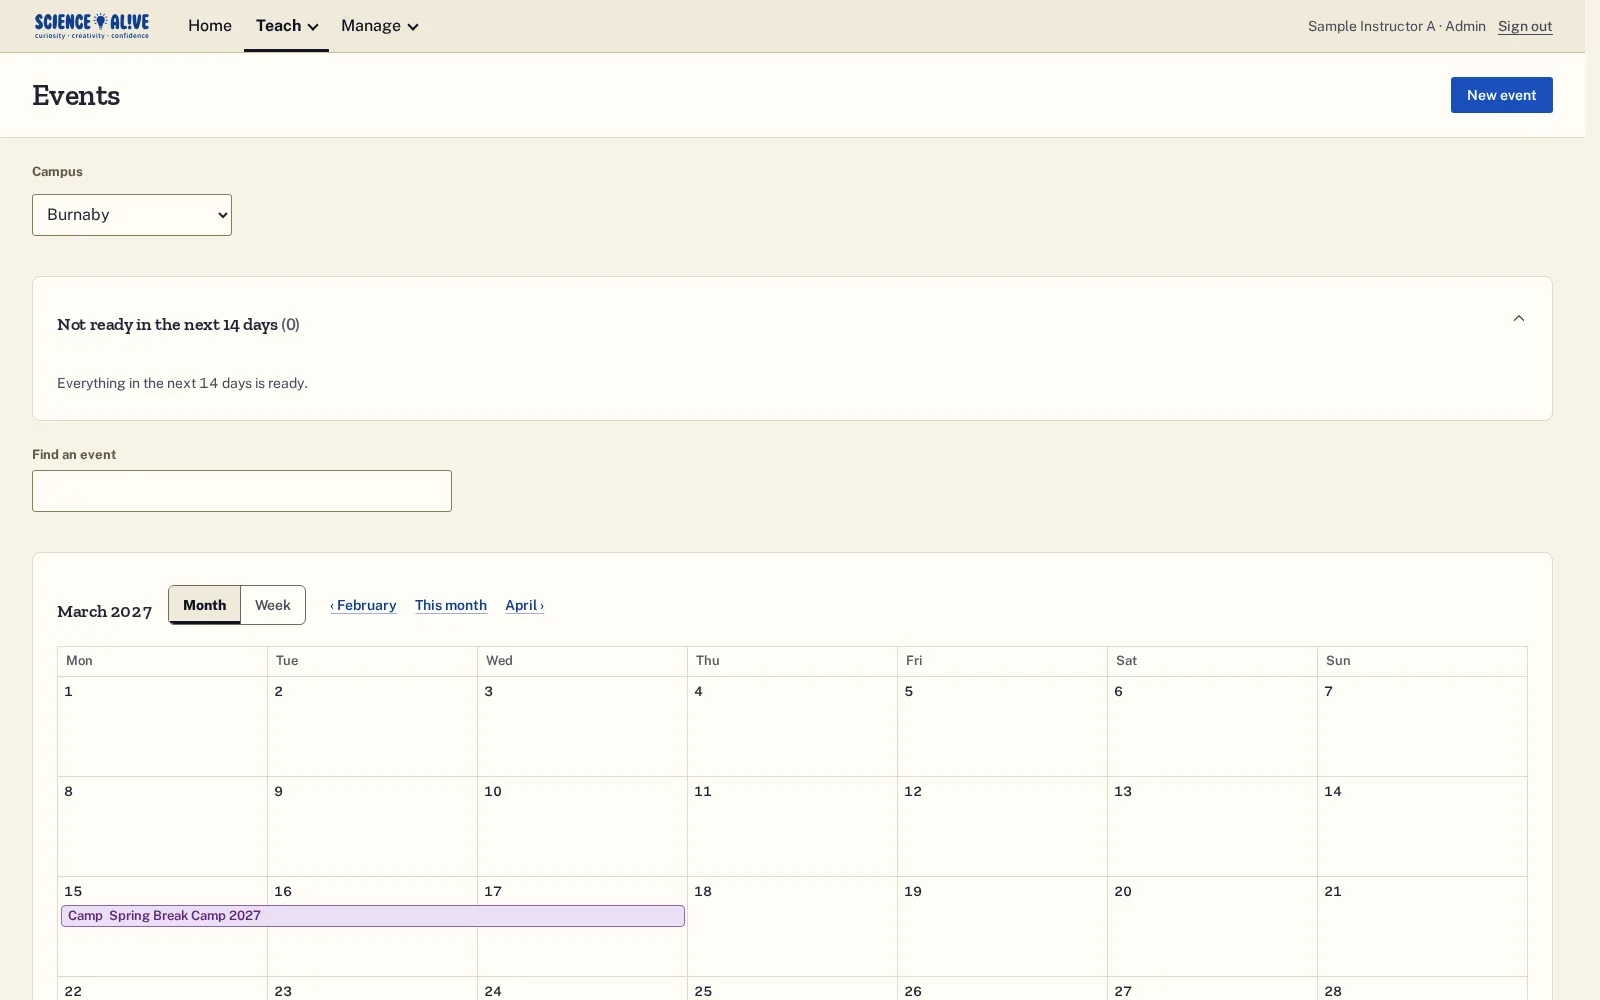 SCIENCE ALIVE
curiosity · creativity · confidence
Home
Teach
Manage
Sample Instructor A · Admin
Sign out
Events
New event
Campus
Burnaby
Not ready in the next 14 days (0)
Everything in the next 14 days is ready.
Find an event
March 2027
Month
Week
‹ February
This month
April ›
Mon Tue Wed Thu Fri Sat Sun
1 2 3 4 5 6 7
8 9 10 11 12 13 14
15 16 17 18 19 20 21
Camp Spring Break Camp 2027
22 23 24 25 26 27 28